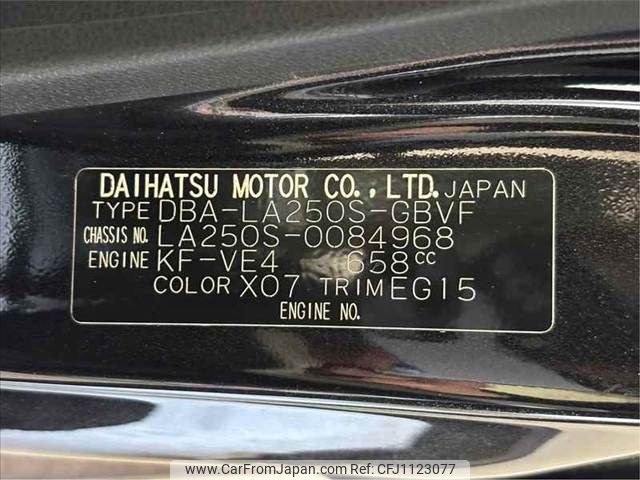 DAIHATSU MOTOR CO.,LTD. JAPAN
TYPE DBA-LA250S-GBVF
CHASSIS NO. LA250S-0084968
ENGINE KF-VE4 658CC
COLOR X07 TRIM EG15
ENGINE NO.
www.CarFromJapan.com - CFJ1123077